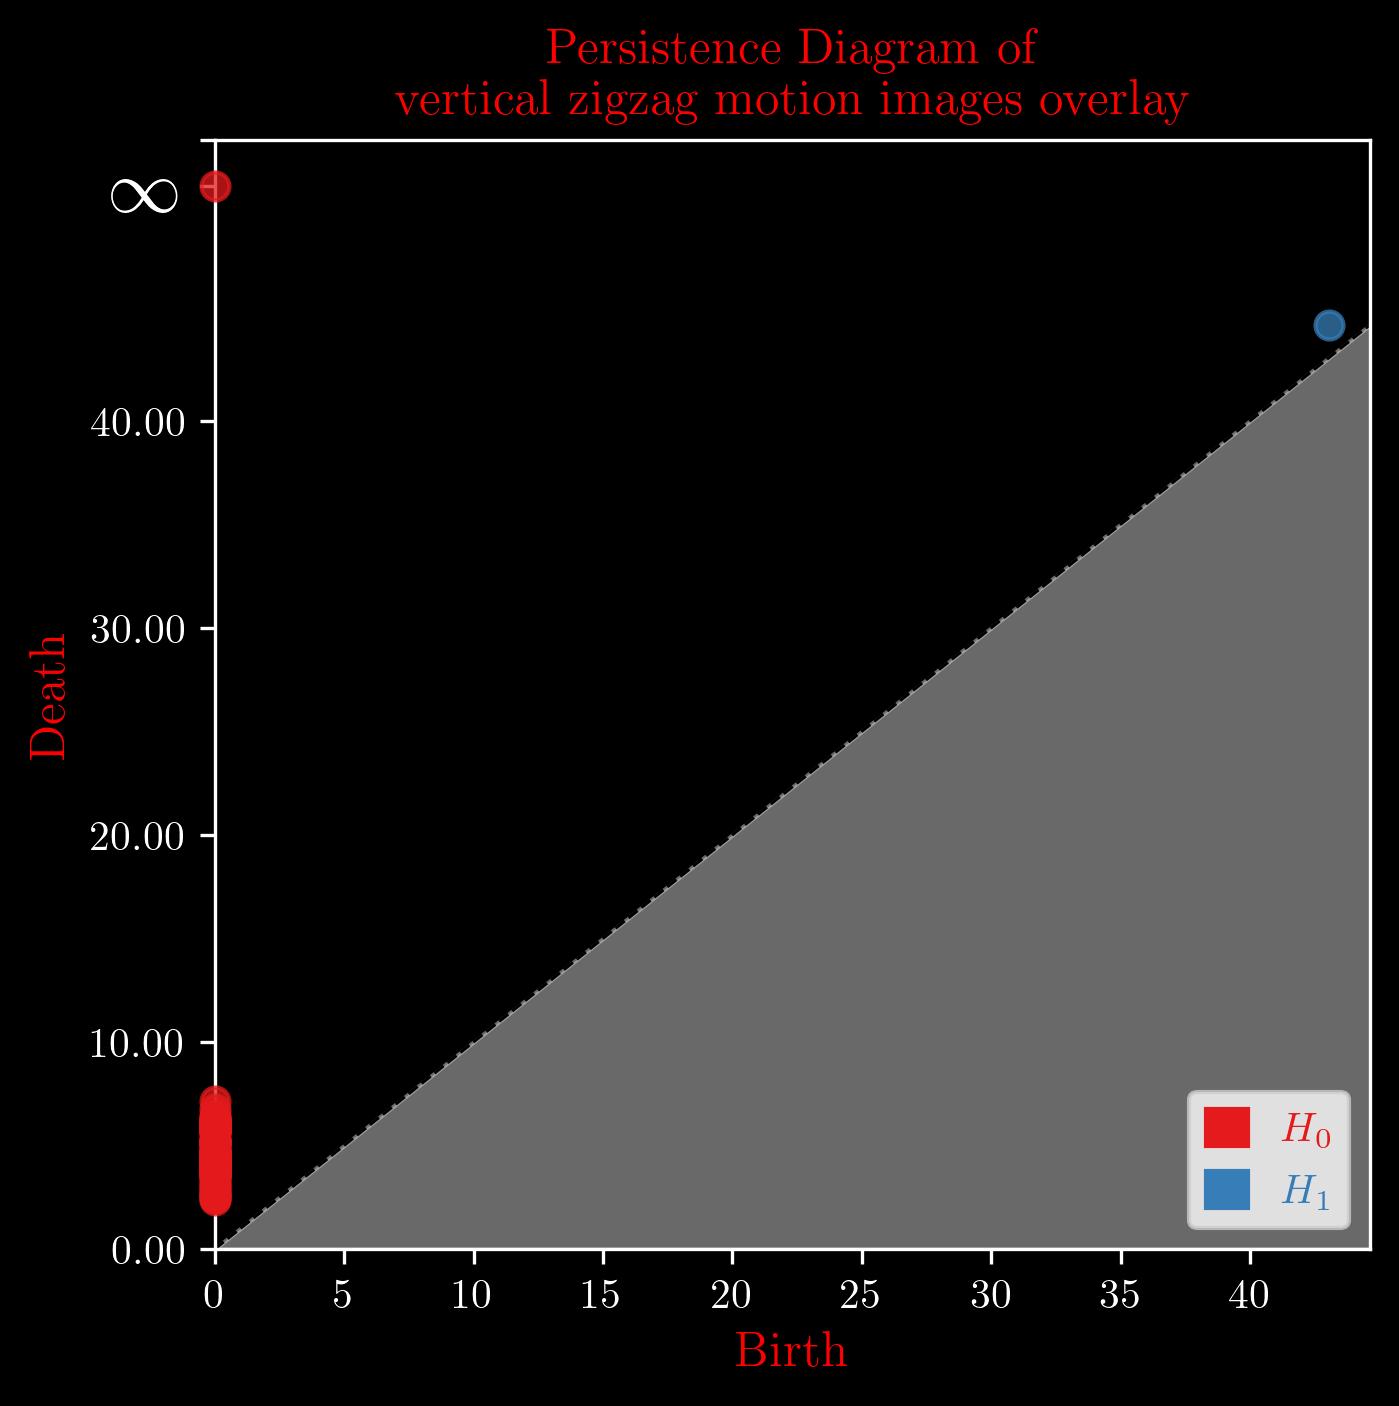 Persistence Diagram of
vertical zigzag motion images overlay
∞
40.00
30.00
20.00
10.00
0.00
Death
0 5 10 15 20 25 30 35 40
Birth
H₀
H₁